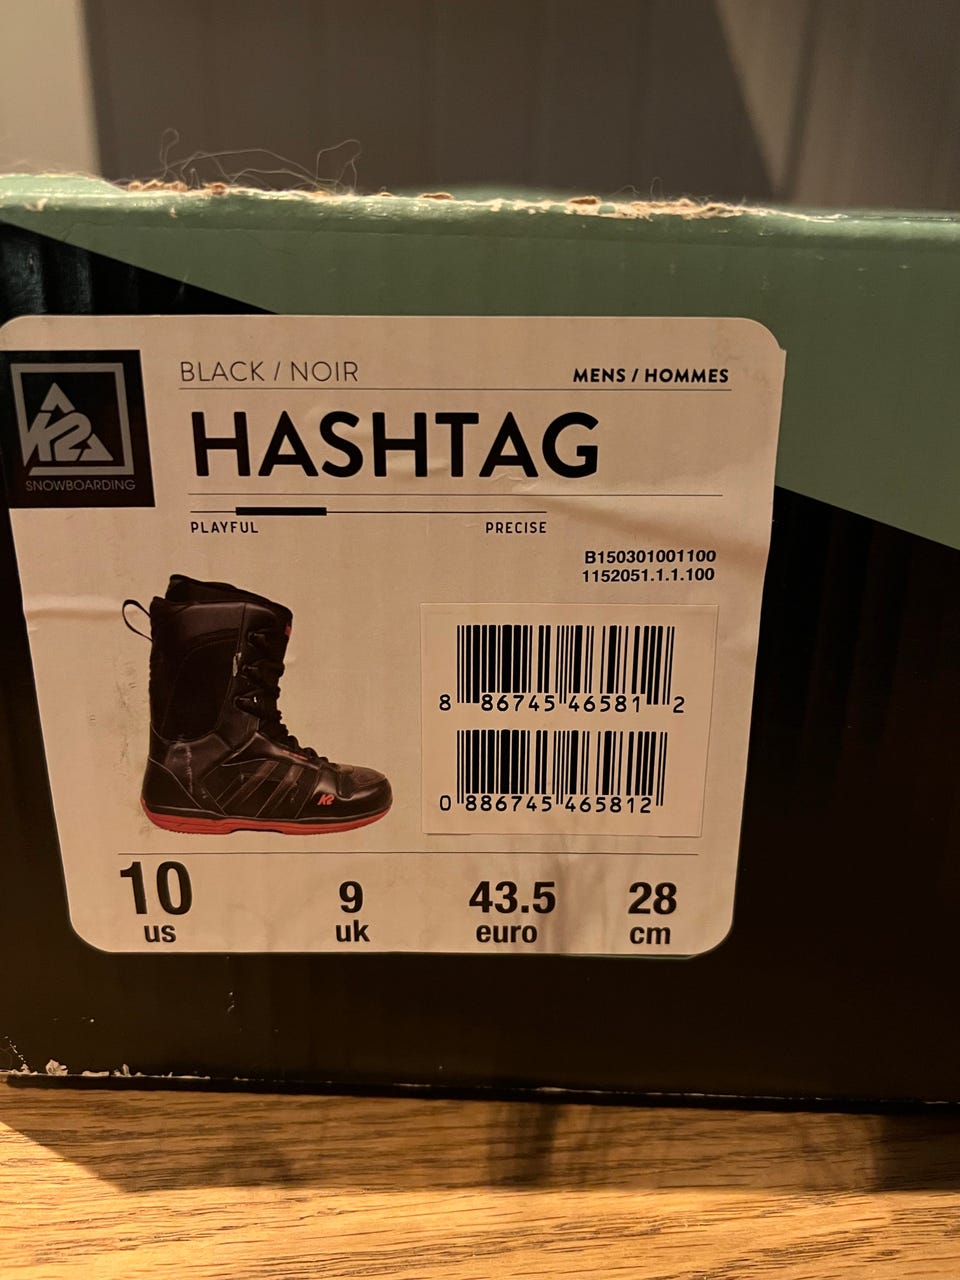 K2
SNOWBOARDING
BLACK / NOIR
MENS / HOMMES
HASHTAG
PLAYFUL
PRECISE
B150301001100
1152051.1.1.100
8 86745 46581 2
0 886745 465812
K2
10 us
9 uk
43.5 euro
28 cm